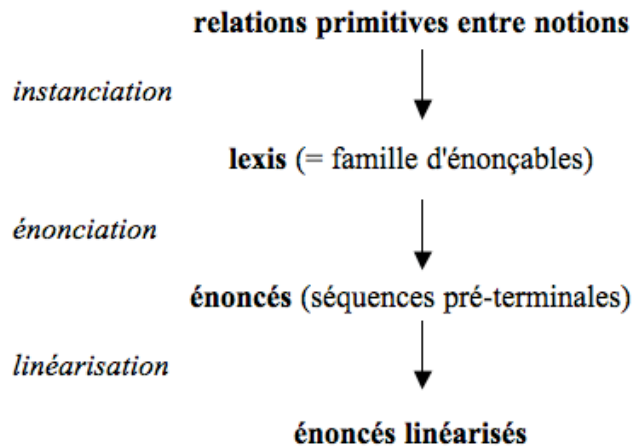 relations primitives entre notions
instanciation
lexis (= famille d'énonçables)
énonciation
énoncés (séquences pré-terminales)
linéarisation
énoncés linéarisés